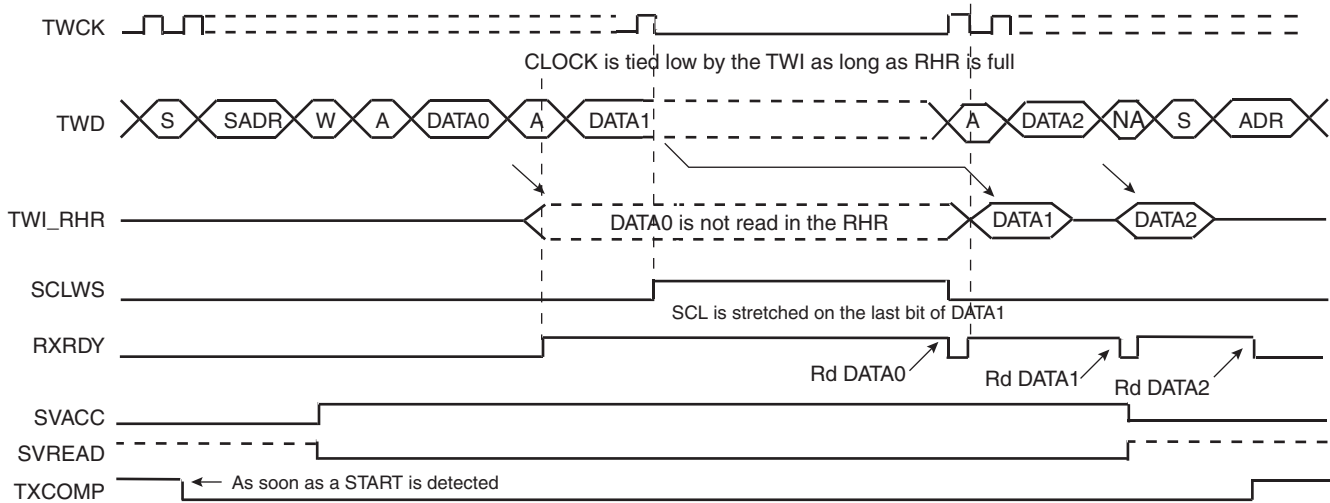 TWCK
CLOCK is tied low by the TWI as long as RHR is full
TWD S SADR W A DATA0 A DATA1 A DATA2 NA S ADR
TWI_RHR DATA0 is not read in the RHR DATA1 DATA2
SCLWS
SCL is stretched on the last bit of DATA1
RXRDY
Rd DATA0 Rd DATA1 Rd DATA2
SVACC
SVREAD
TXCOMP As soon as a START is detected